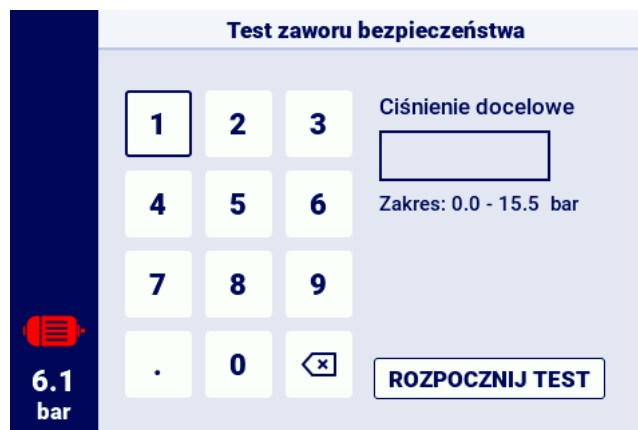 Test zaworu bezpieczeństwa
1 2 3
4 5 6
7 8 9
. 0
Ciśnienie docelowe
Zakres: 0.0 - 15.5 bar
ROZPOCZNIJ TEST
6.1
bar